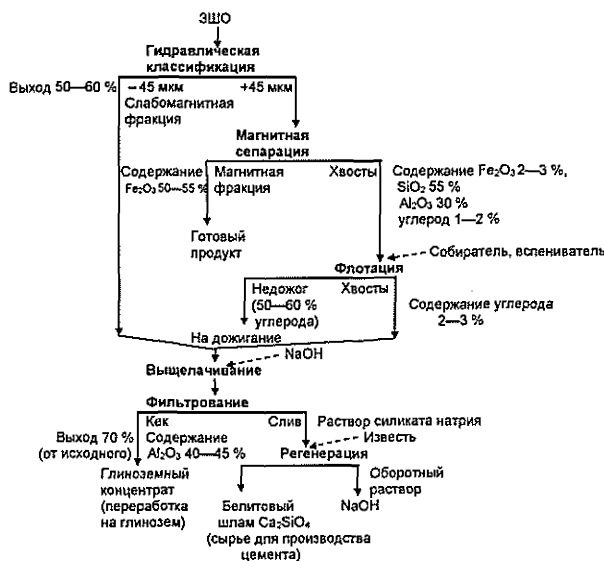 ЗШО
Гидравлическая
классификация
Выход 50—60 %
– 45 мкм
+45 мкм
Слабомагнитная
фракция
Магнитная
сепарация
Содержание
Fe₂O₃ 50—55 %
Магнитная
фракция
Хвосты
Содержание Fe₂O₃ 2—3 %,
SiO₂ 55 %
Al₂O₃ 30 %
углерод 1—2 %
Готовый
продукт
Собиратель, вспениватель
Флотация
Недожог
(50—60 %
углерода)
Хвосты
Содержание углерода
2—3 %
На дожигание
NaOH
Выщелачивание
Фильтрование
Кек
Слив
Раствор силиката натрия
Выход 70 %
(от исходного)
Содержание
Al₂O₃ 40—45 %
Известь
Регенерация
Глиноземный
концентрат
(переработка
на глинозем)
Оборотный
раствор
Белитовый
шлам Ca₂SiO₄
(сырье для производства
цемента)
NaOH